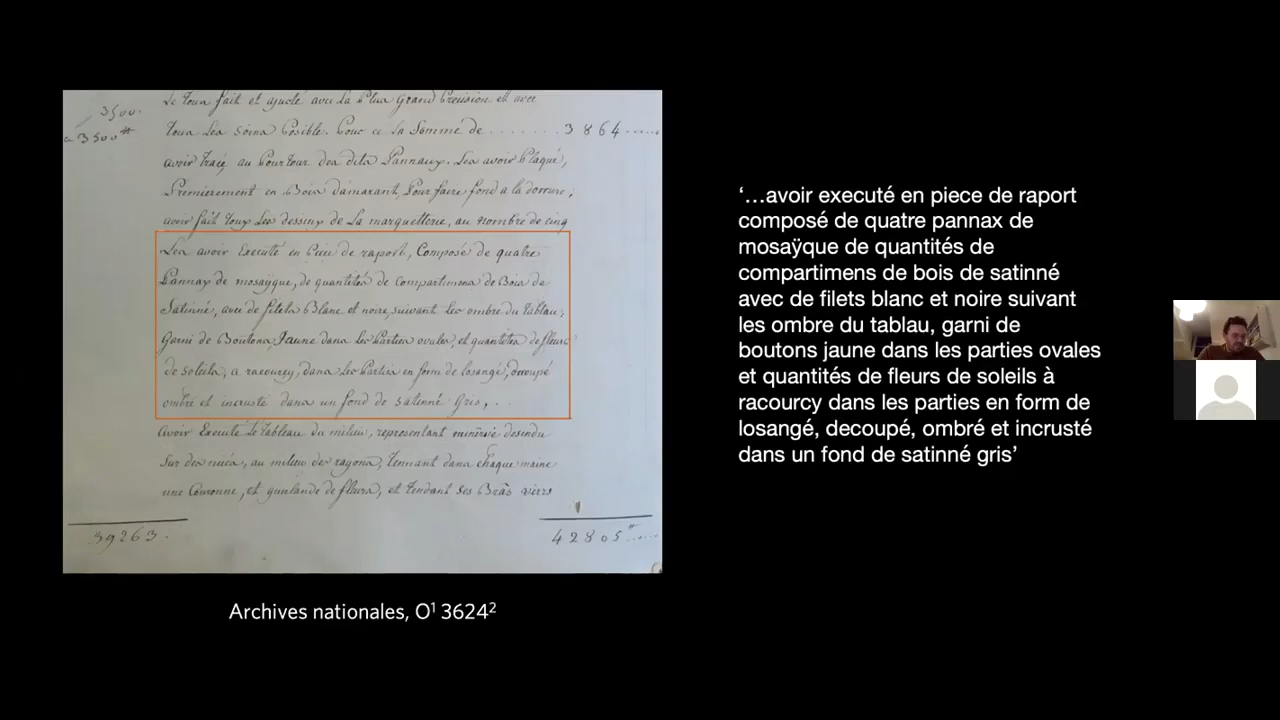 3500.
a 3500#
Le tout fait et ajusté avec la Plus Grand Precision et avec
tous Les Soins Posible. Pour ce la Somme de ........ 3 8 6 4 .....
avoir tracé au Pourtour des dits Pannaux. Les avoir Plaqué,
Premierement en Bois damarant, Pour faire fond a la dorrure,
avoir fait tous Les dessins de La marquetterie, au Nombre de cinq
Les avoir Executé en Piece de raport, Composé de quatre
Pannax de mosaÿque, de quantités de Compartimens de Bois de
Satinné, avec de filets Blanc et noire, suivant Les ombre du tablau,
Garni de Boutons, Jaune dans les Parties ovales, et quantités de fleurs
de soleils, a racourcy, dans Les Parties en form de losangé, decoupé
ombré et incrusté dans un fond de satinné Gris,
avoir Executé Le tableau du milieu, representant minerve
Sur des au milieu des rayons, tennant dans chaque maine
une Couronne, et guirlande de fleurs, et tendant ses Bras vers
39263.
42805# ....
Archives nationales, O¹ 3624²
‘…avoir executé en piece de raport
composé de quatre pannax de
mosaÿque de quantités de
compartimens de bois de satinné
avec de filets blanc et noire suivant
les ombre du tablau, garni de
boutons jaune dans les parties ovales
et quantités de fleurs de soleils à
racourcy dans les parties en form de
losangé, decoupé, ombré et incrusté
dans un fond de satinné gris’